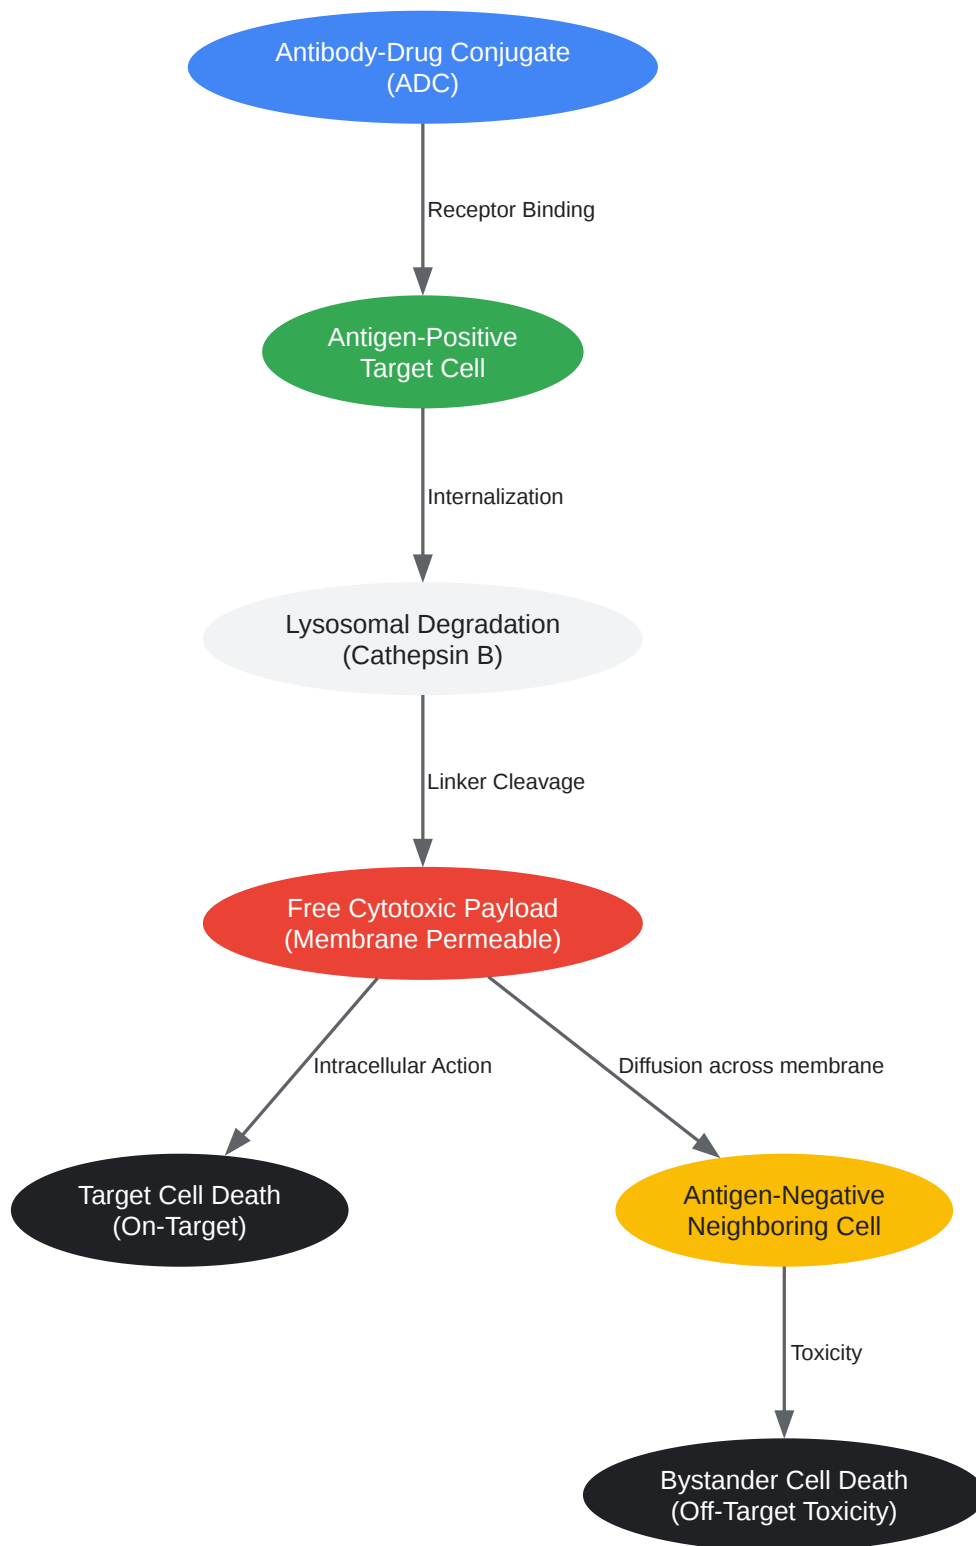 Antibody-Drug Conjugate
(ADC)
Receptor Binding
Antigen-Positive
Target Cell
Internalization
Lysosomal Degradation
(Cathepsin B)
Linker Cleavage
Free Cytotoxic Payload
(Membrane Permeable)
Intracellular Action
Diffusion across membrane
Target Cell Death
(On-Target)
Antigen-Negative
Neighboring Cell
Toxicity
Bystander Cell Death
(Off-Target Toxicity)